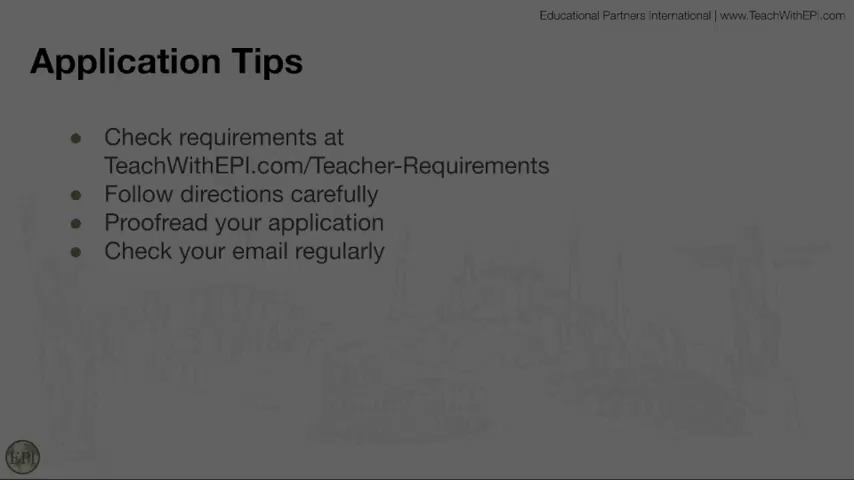 Educational Partners International | www.TeachWithEPI.com
Application Tips
● Check requirements at
TeachWithEPI.com/Teacher-Requirements
● Follow directions carefully
● Proofread your application
● Check your email regularly
EPI